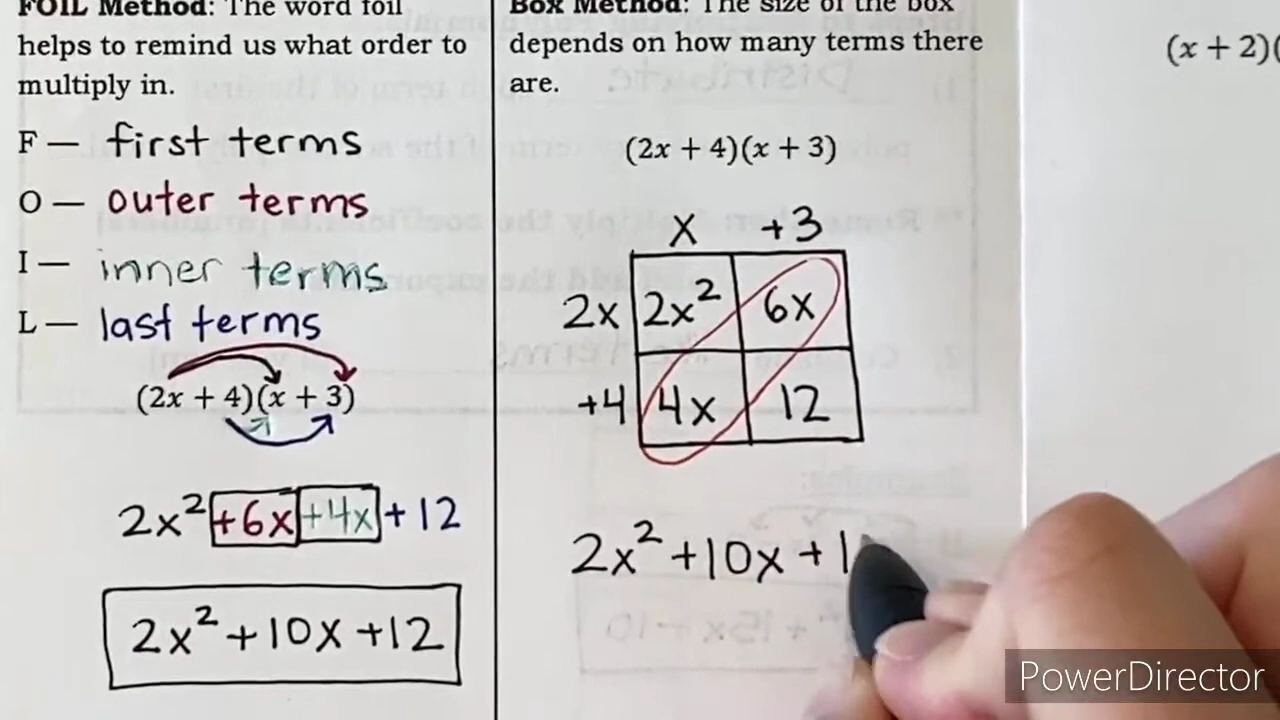 FOIL Method: The word foil
helps to remind us what order to
multiply in.
F — first terms
O — outer terms
I — inner terms
L — last terms
(2x + 4)(x + 3)
2x² +6x +4x + 12
2x² + 10x + 12
Box Method: The size of the box
depends on how many terms there
are.
(2x + 4)(x + 3)
x +3
2x 2x² 6x
+4 4x 12
2x² + 10x + 1
(x + 2)(
PowerDirector